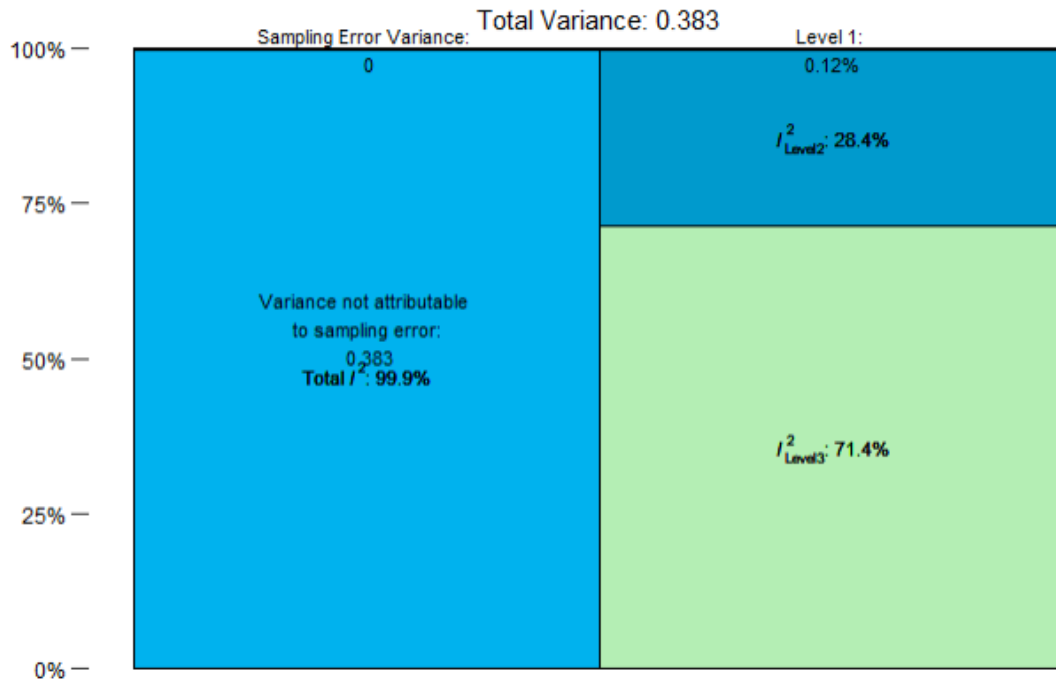 Total Variance: 0.383
Sampling Error Variance:
0
Level 1:
0.12%
100%
75%
50%
25%
0%
Variance not attributable
to sampling error:
0.383
Total I²: 99.9%
I²Level2: 28.4%
I²Level3: 71.4%